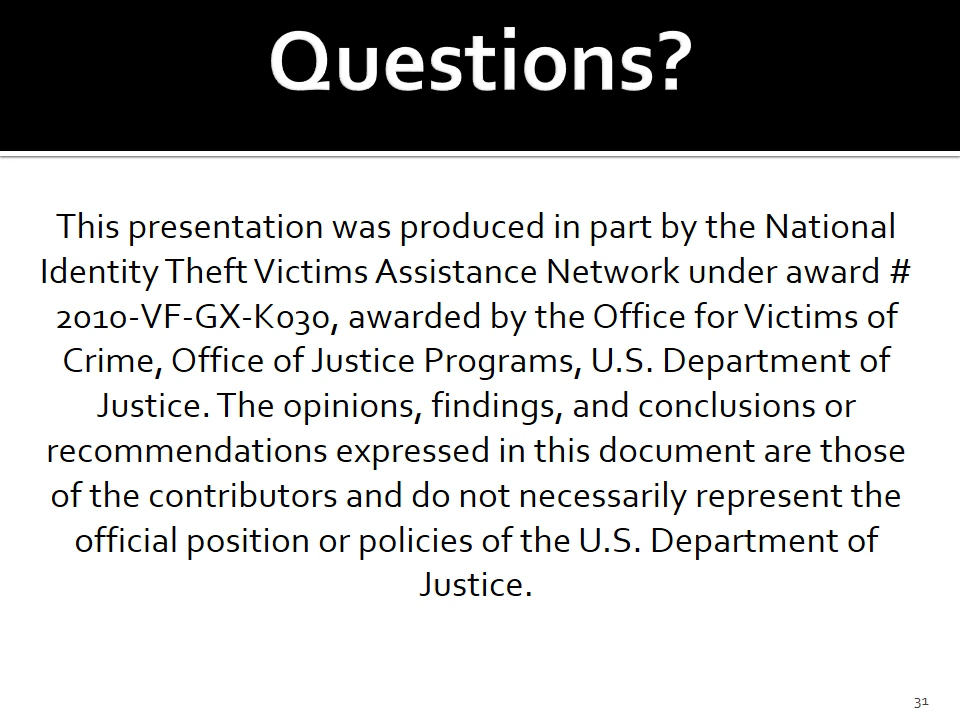 Questions?
This presentation was produced in part by the National
Identity Theft Victims Assistance Network under award #
2010-VF-GX-K030, awarded by the Office for Victims of
Crime, Office of Justice Programs, U.S. Department of
Justice. The opinions, findings, and conclusions or
recommendations expressed in this document are those
of the contributors and do not necessarily represent the
official position or policies of the U.S. Department of
Justice.
31